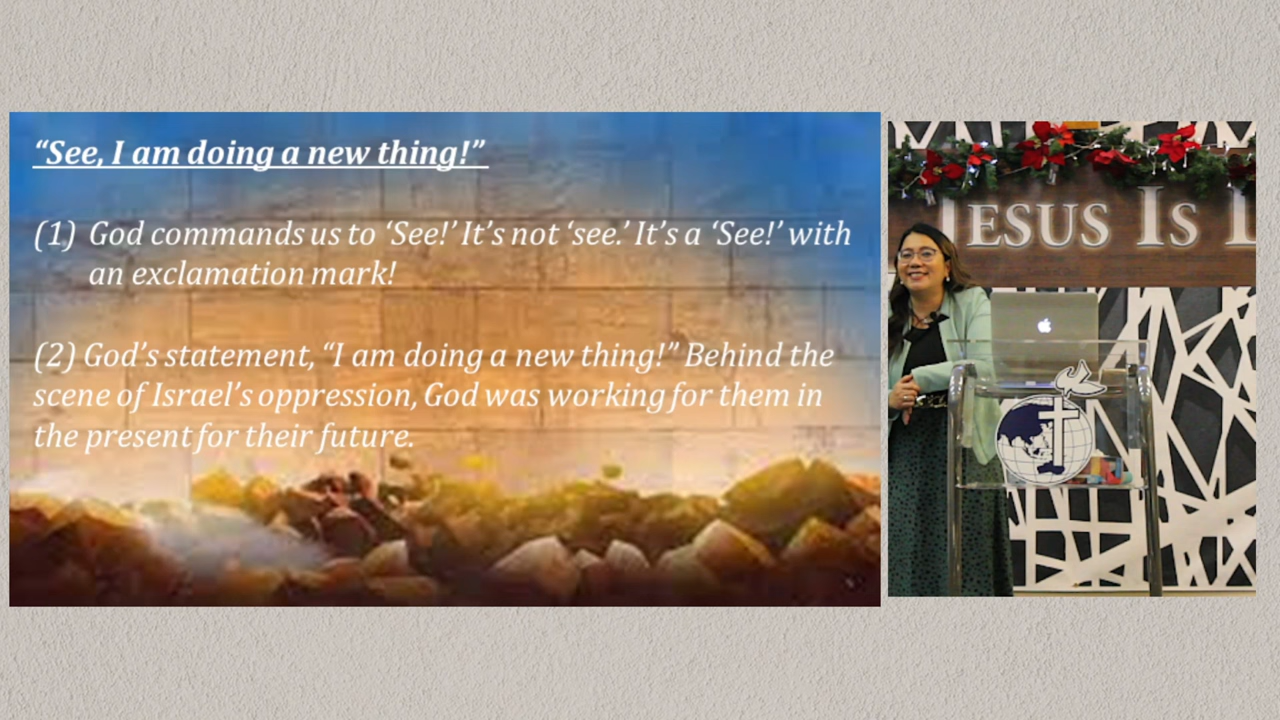 “See, I am doing a new thing!”
(1) God commands us to ‘See!’ It’s not ‘see.’ It’s a ‘See!’ with
an exclamation mark!
(2) God’s statement, “I am doing a new thing!” Behind the
scene of Israel’s oppression, God was working for them in
the present for their future.
JESUS IS L